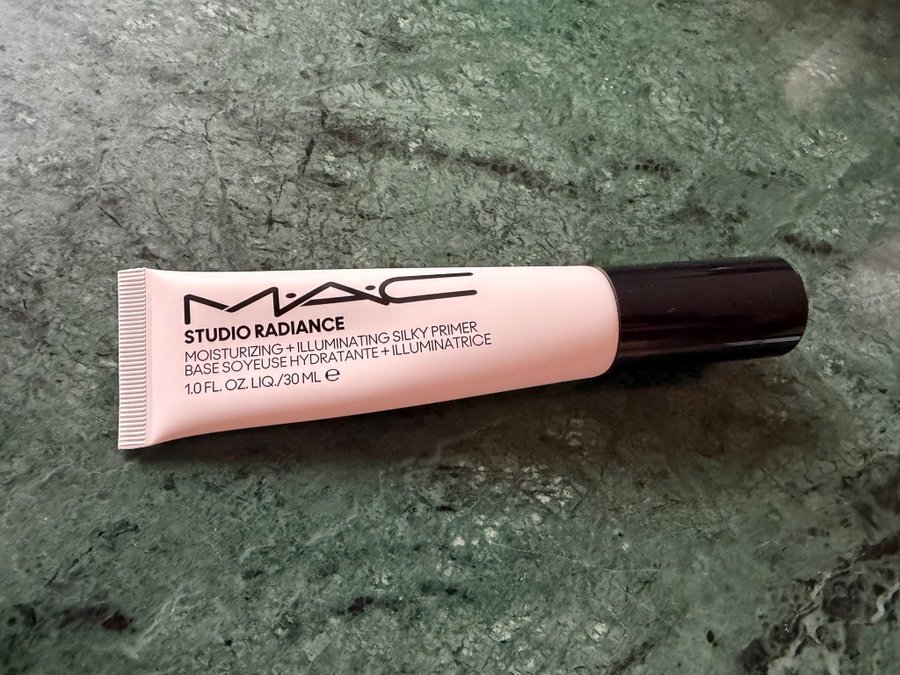 M·A·C
STUDIO RADIANCE
MOISTURIZING + ILLUMINATING SILKY PRIMER
BASE SOYEUSE HYDRATANTE + ILLUMINATRICE
1.0 FL. OZ. LIQ./30 ML ℮